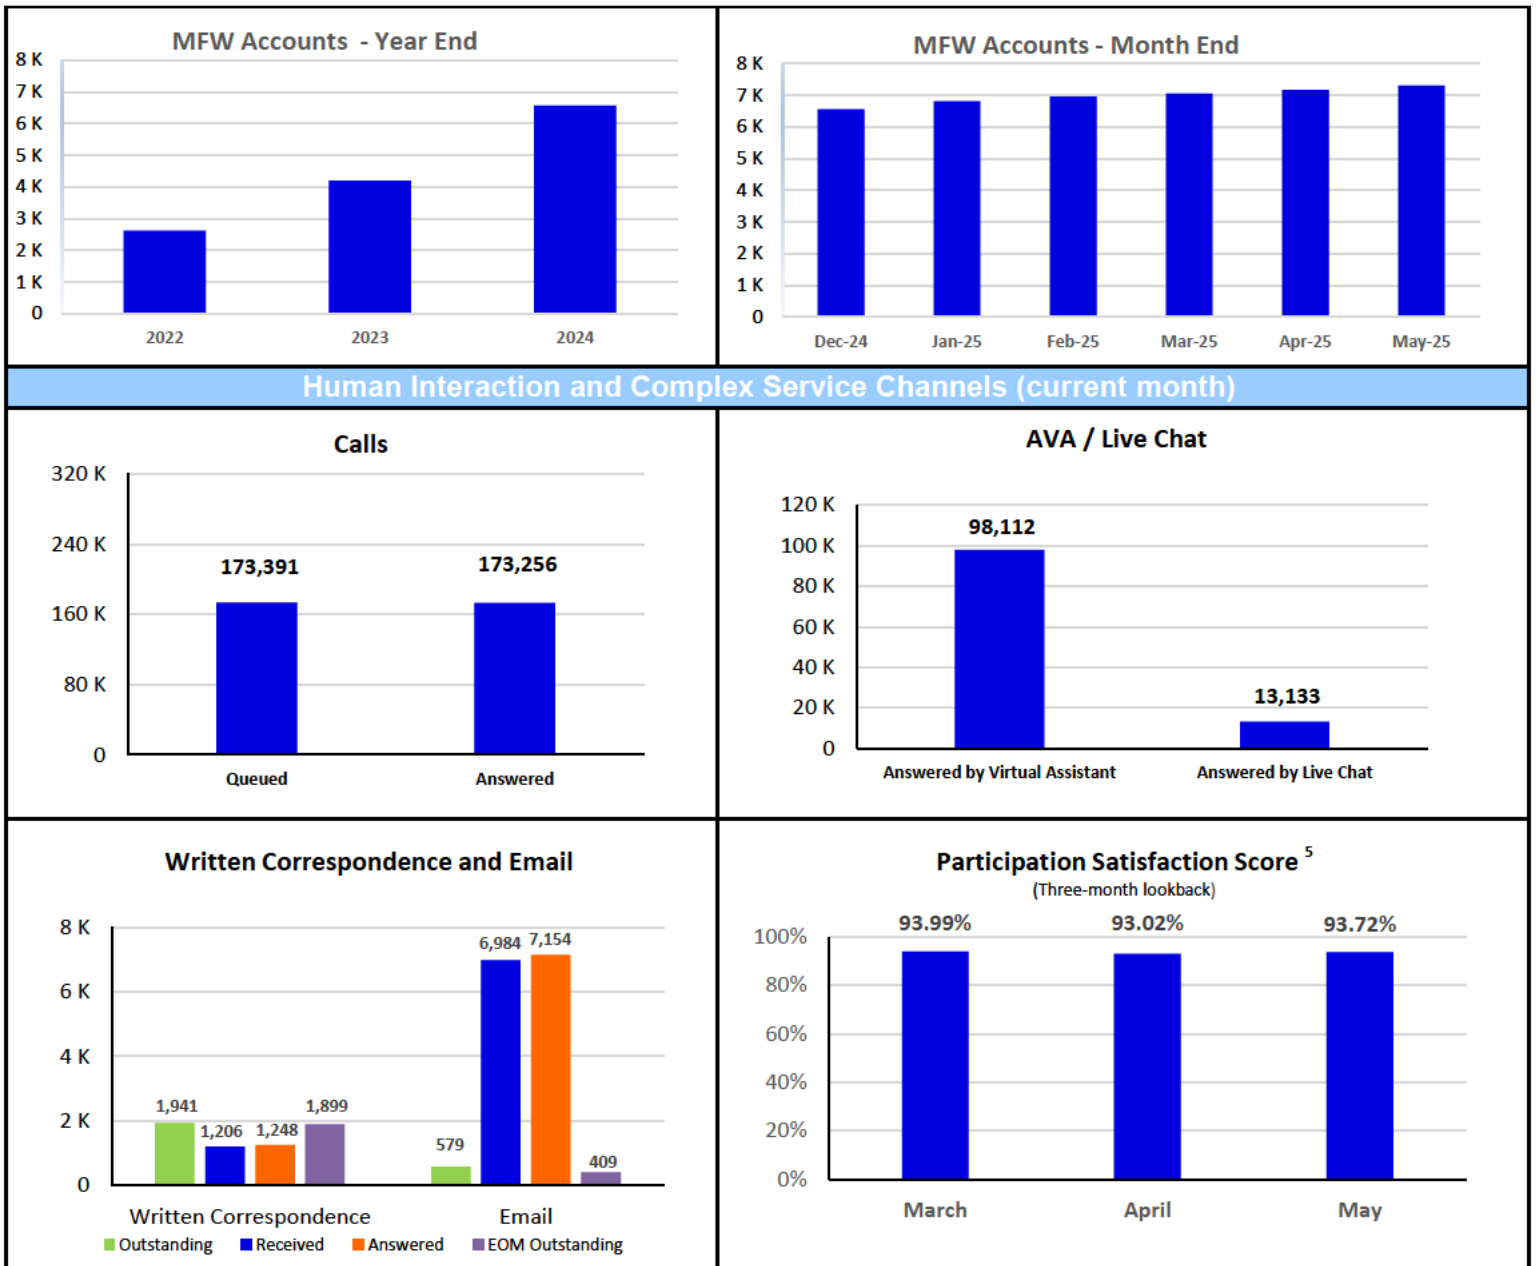 MFW Accounts - Year End
8 K
7 K
6 K
5 K
4 K
3 K
2 K
1 K
0
2022 2023 2024
MFW Accounts - Month End
8 K
7 K
6 K
5 K
4 K
3 K
2 K
1 K
0
Dec-24 Jan-25 Feb-25 Mar-25 Apr-25 May-25
Human Interaction and Complex Service Channels (current month)
Calls
320 K
240 K
160 K
80 K
0
173,391 173,256
Queued Answered
AVA / Live Chat
120 K
100 K
80 K
60 K
40 K
20 K
0
98,112
13,133
Answered by Virtual Assistant Answered by Live Chat
Written Correspondence and Email
8 K
6 K
4 K
2 K
0
1,941 1,206 1,248 1,899
579 6,984 7,154 409
Written Correspondence Email
Outstanding Received Answered EOM Outstanding
Participation Satisfaction Score 5
(Three-month lookback)
93.99% 93.02% 93.72%
100%
80%
60%
40%
20%
0%
March April May